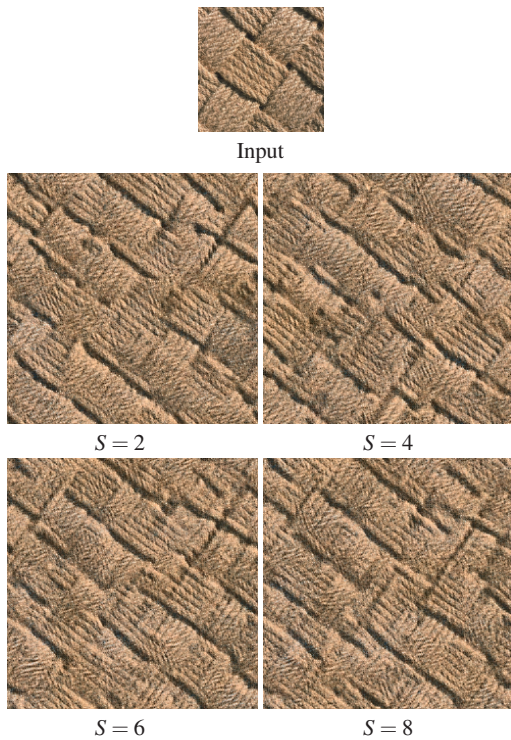 Input
S = 2
S = 4
S = 6
S = 8